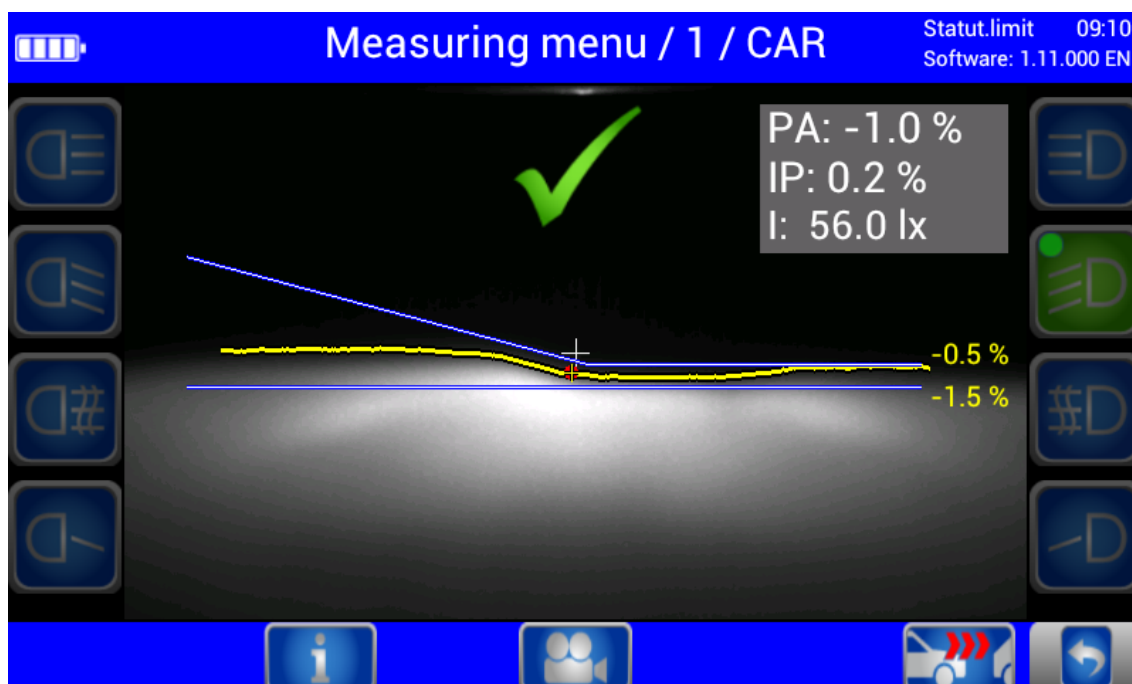 Measuring menu / 1 / CAR
Statut.limit 09:10
Software: 1.11.000 EN
PA: -1.0 %
IP: 0.2 %
I: 56.0 lx
-0.5 %
-1.5 %
i